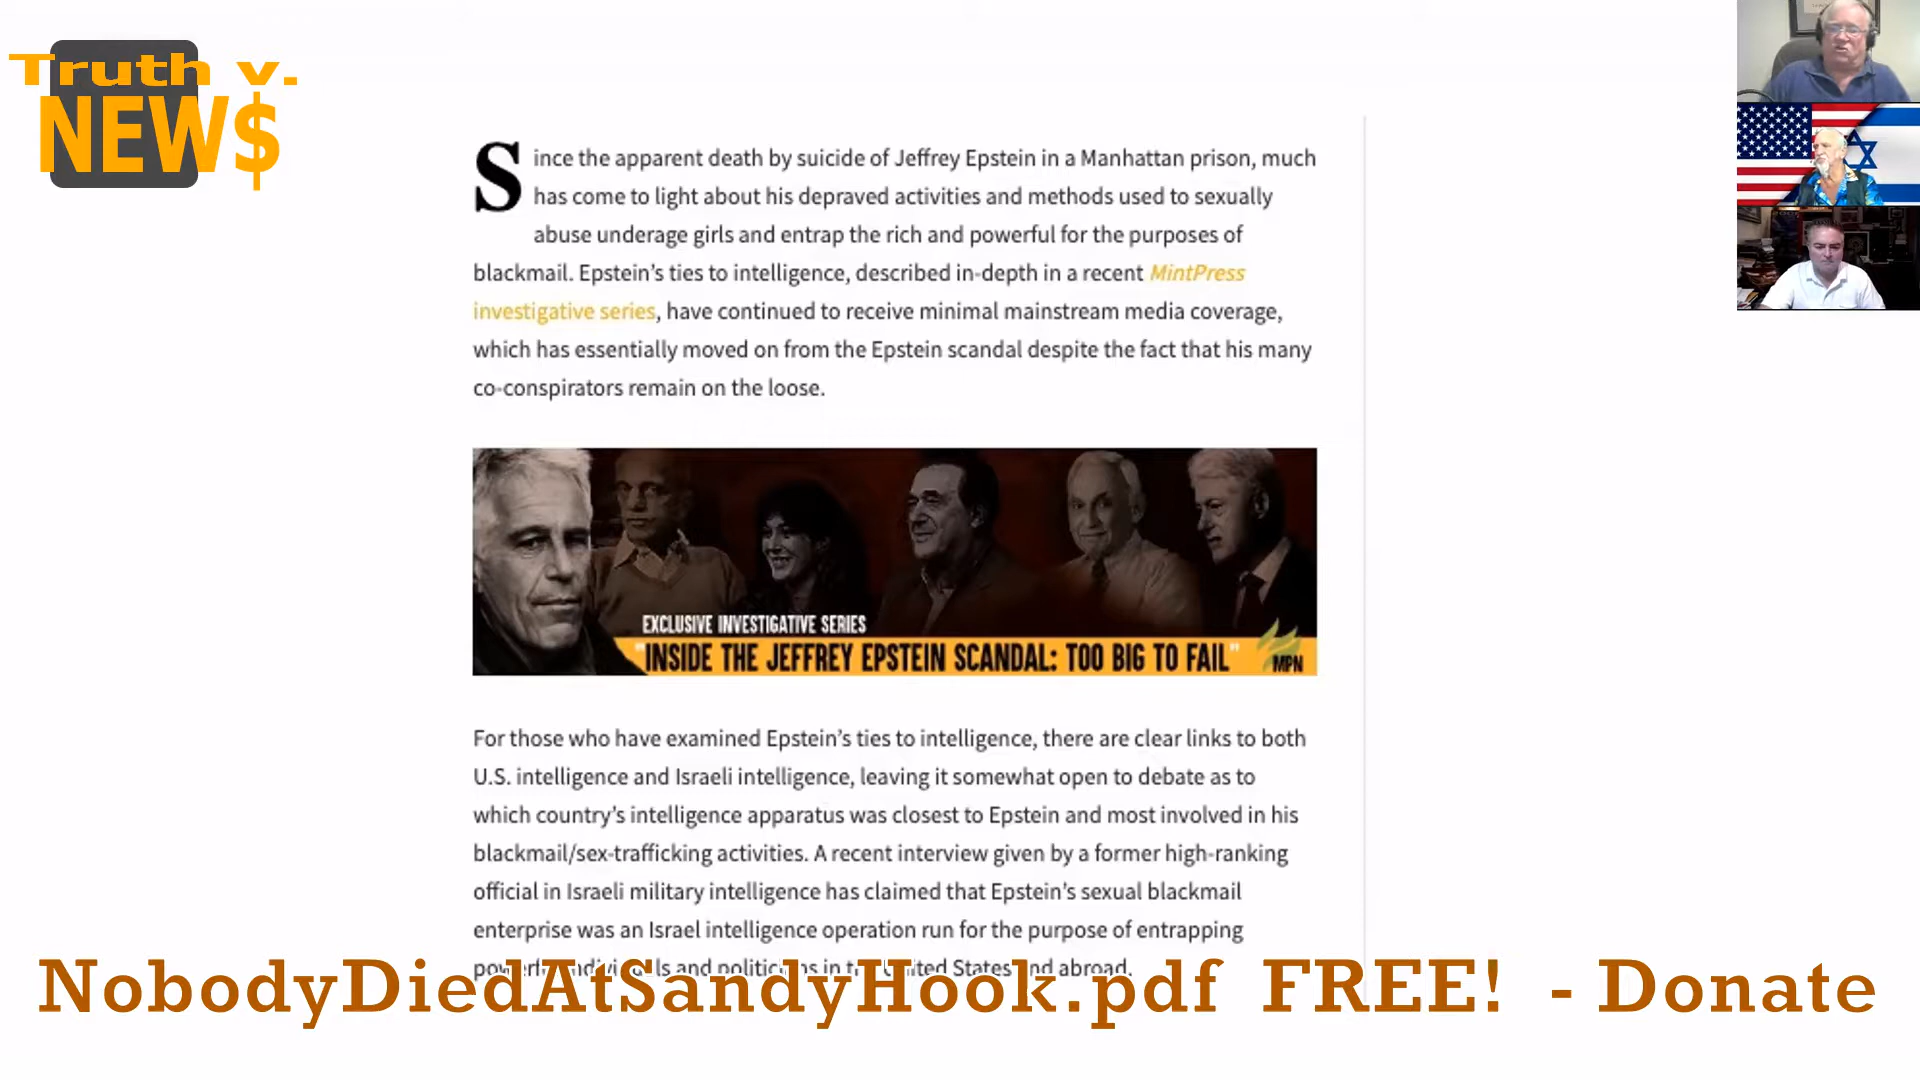 Truth v.
NEW$
Since the apparent death by suicide of Jeffrey Epstein in a Manhattan prison, much
has come to light about his depraved activities and methods used to sexually
abuse underage girls and entrap the rich and powerful for the purposes of
blackmail. Epstein’s ties to intelligence, described in-depth in a recent MintPress
investigative series, have continued to receive minimal mainstream media coverage,
which has essentially moved on from the Epstein scandal despite the fact that his many
co-conspirators remain on the loose.
EXCLUSIVE INVESTIGATIVE SERIES
"INSIDE THE JEFFREY EPSTEIN SCANDAL: TOO BIG TO FAIL"
MPN
For those who have examined Epstein’s ties to intelligence, there are clear links to both
U.S. intelligence and Israeli intelligence, leaving it somewhat open to debate as to
which country’s intelligence apparatus was closest to Epstein and most involved in his
blackmail/sex-trafficking activities. A recent interview given by a former high-ranking
official in Israeli military intelligence has claimed that Epstein’s sexual blackmail
enterprise was an Israel intelligence operation run for the purpose of entrapping
powerful individuals and politicians in the United States and abroad.
NobodyDiedAtSandyHook.pdf FREE! - Donate